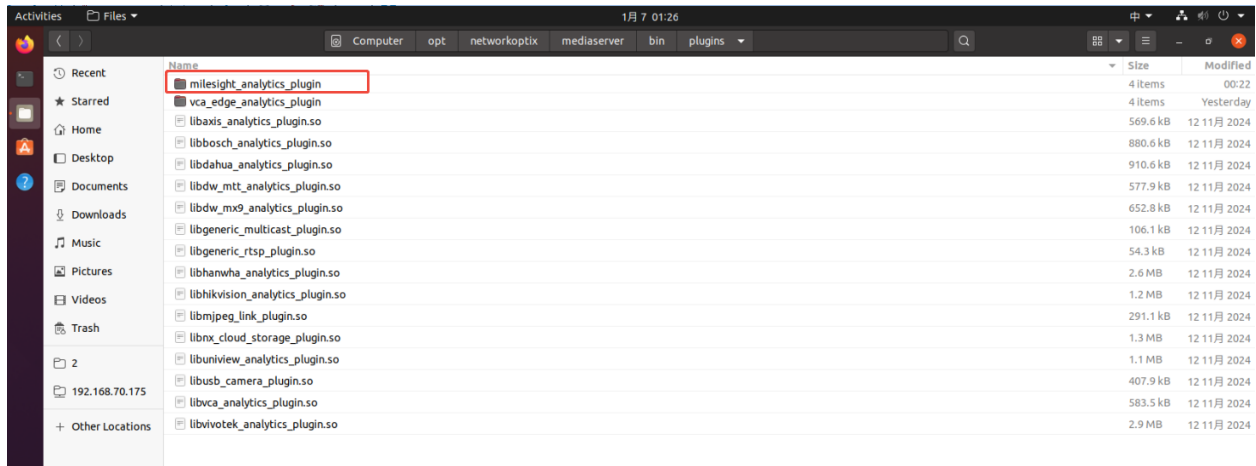 Activities Files 1月 7 01:26 中
Computer opt networkoptix mediaserver bin plugins
Name Size Modified
Recent
Starred
Home
Desktop
Documents
Downloads
Music
Pictures
Videos
Trash
2
192.168.70.175
+ Other Locations
milesight_analytics_plugin 4 items 00:22
vca_edge_analytics_plugin 4 items Yesterday
libaxis_analytics_plugin.so 569.6 kB 12 11月 2024
libbosch_analytics_plugin.so 880.6 kB 12 11月 2024
libdahua_analytics_plugin.so 910.6 kB 12 11月 2024
libdw_mtt_analytics_plugin.so 577.9 kB 12 11月 2024
libdw_mx9_analytics_plugin.so 652.8 kB 12 11月 2024
libgeneric_multicast_plugin.so 106.1 kB 12 11月 2024
libgeneric_rtsp_plugin.so 54.3 kB 12 11月 2024
libhanwha_analytics_plugin.so 2.6 MB 12 11月 2024
libhikvision_analytics_plugin.so 1.2 MB 12 11月 2024
libmjpeg_link_plugin.so 291.1 kB 12 11月 2024
libnx_cloud_storage_plugin.so 1.3 MB 12 11月 2024
libuniview_analytics_plugin.so 1.1 MB 12 11月 2024
libusb_camera_plugin.so 407.9 kB 12 11月 2024
libvca_analytics_plugin.so 583.5 kB 12 11月 2024
libvivotek_analytics_plugin.so 2.9 MB 12 11月 2024